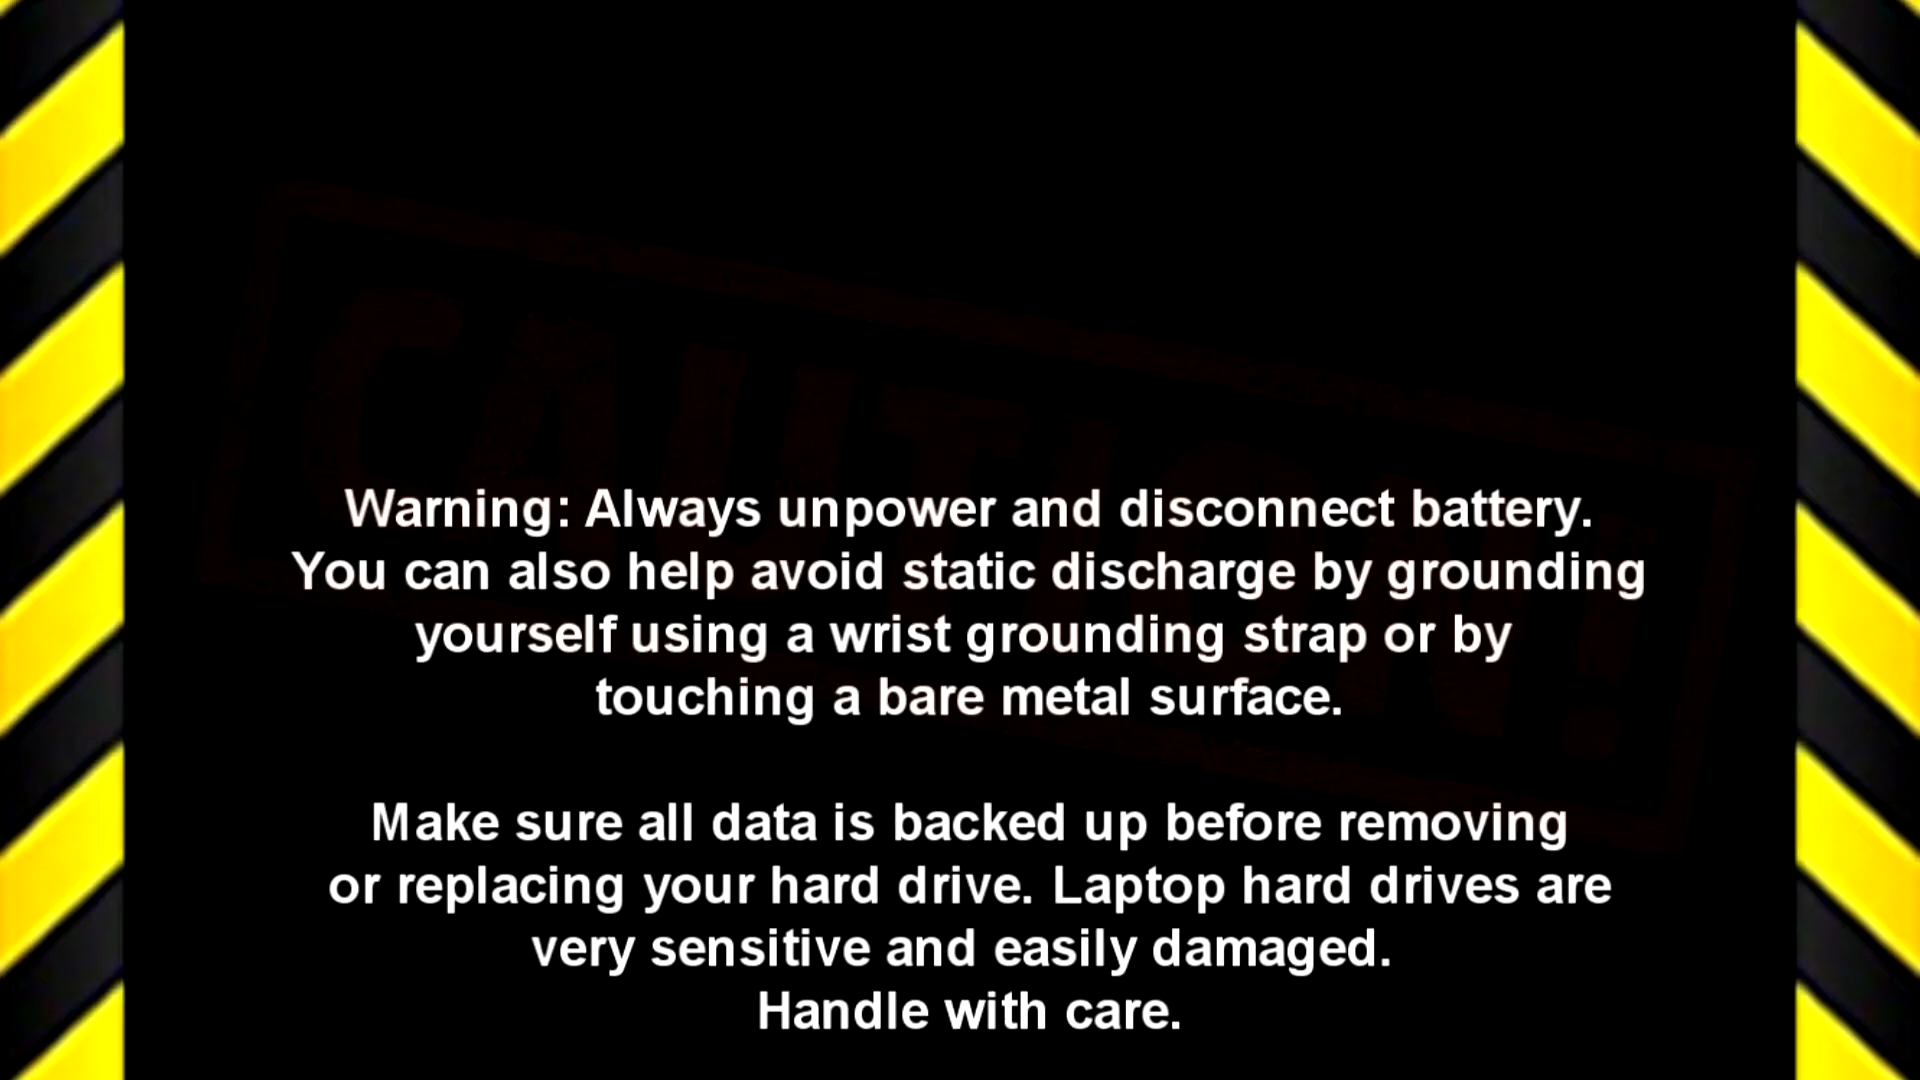 CAUTION!
Warning: Always unpower and disconnect battery.
You can also help avoid static discharge by grounding
yourself using a wrist grounding strap or by
touching a bare metal surface.
Make sure all data is backed up before removing
or replacing your hard drive. Laptop hard drives are
very sensitive and easily damaged.
Handle with care.